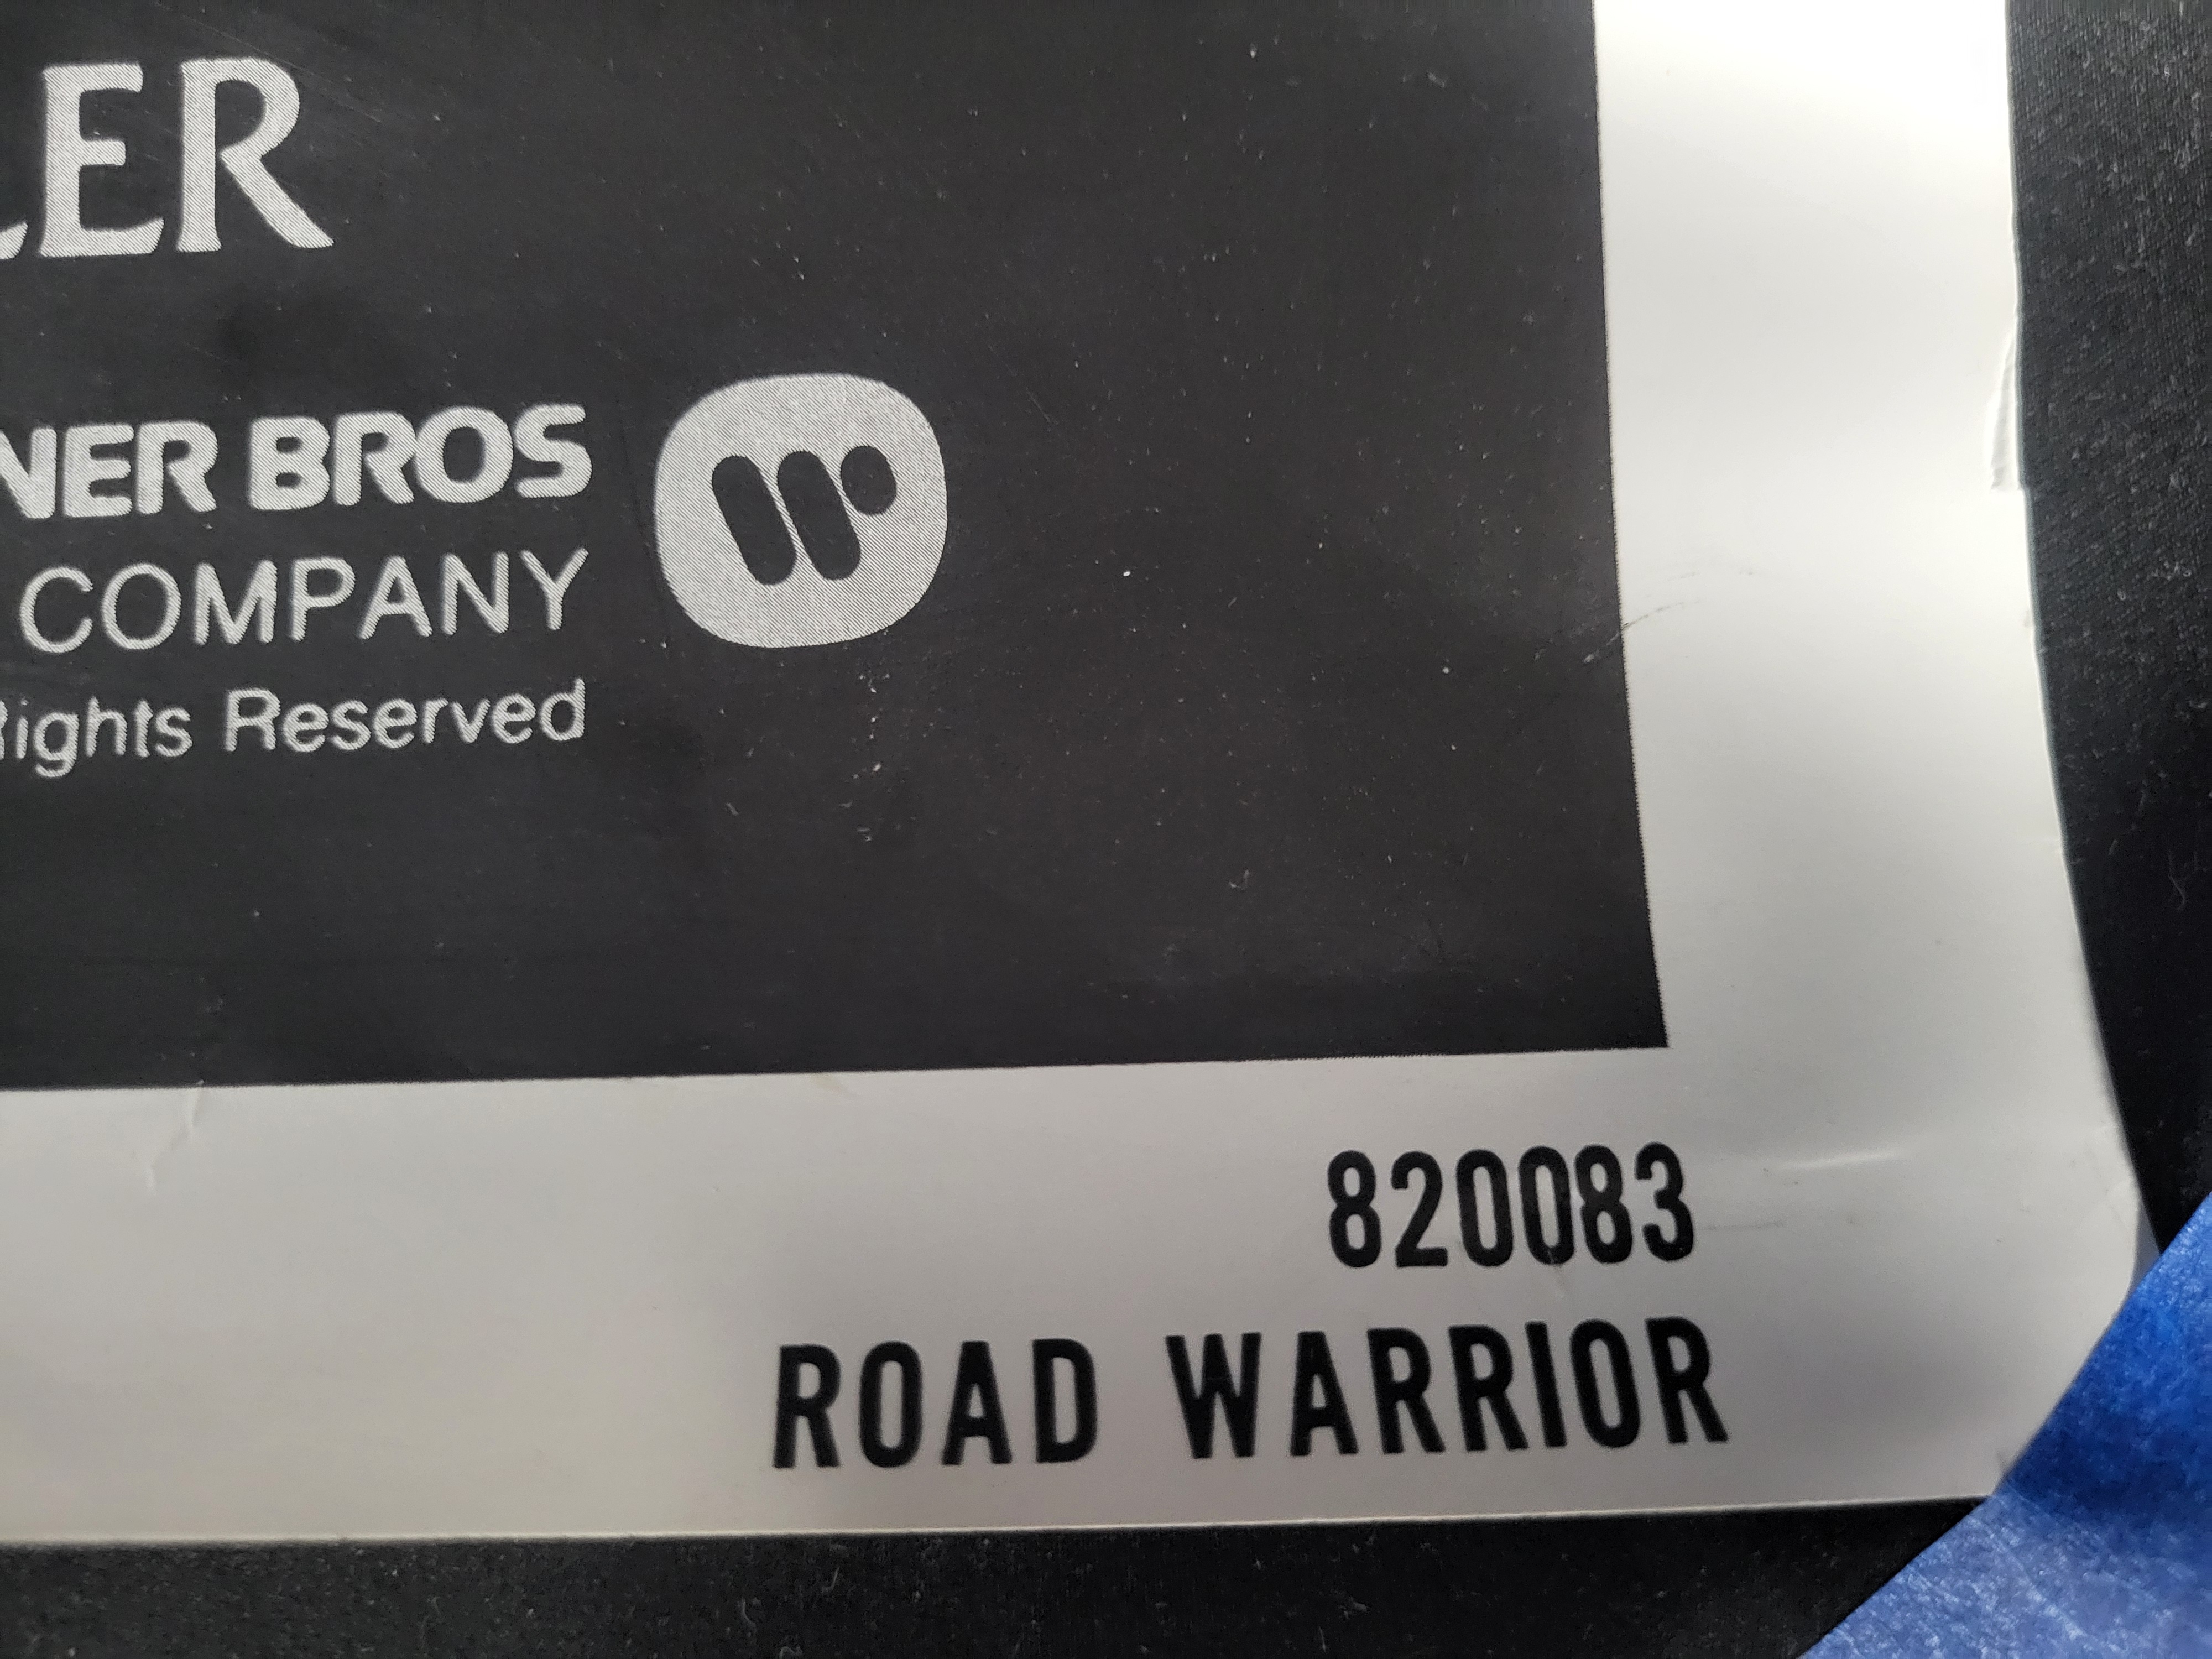 LER
NER BROS
COMPANY
Rights Reserved
820083
ROAD WARRIOR